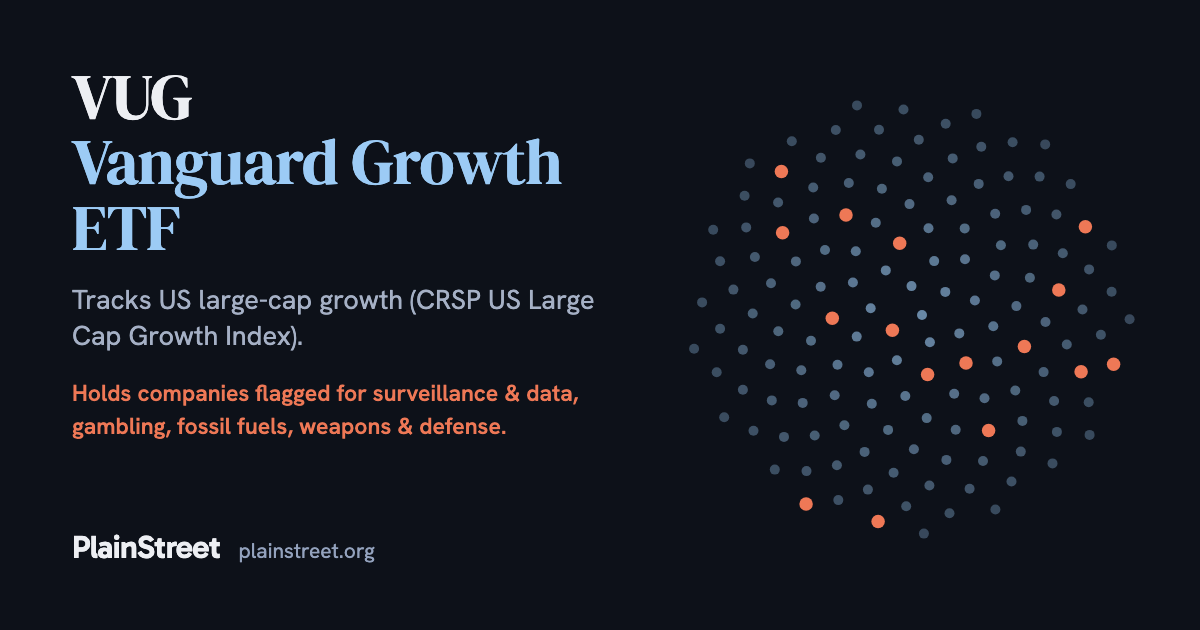 VUG
Vanguard Growth
ETF
Tracks US large-cap growth (CRSP US Large
Cap Growth Index).
Holds companies flagged for surveillance & data,
gambling, fossil fuels, weapons & defense.
PlainStreet plainstreet.org